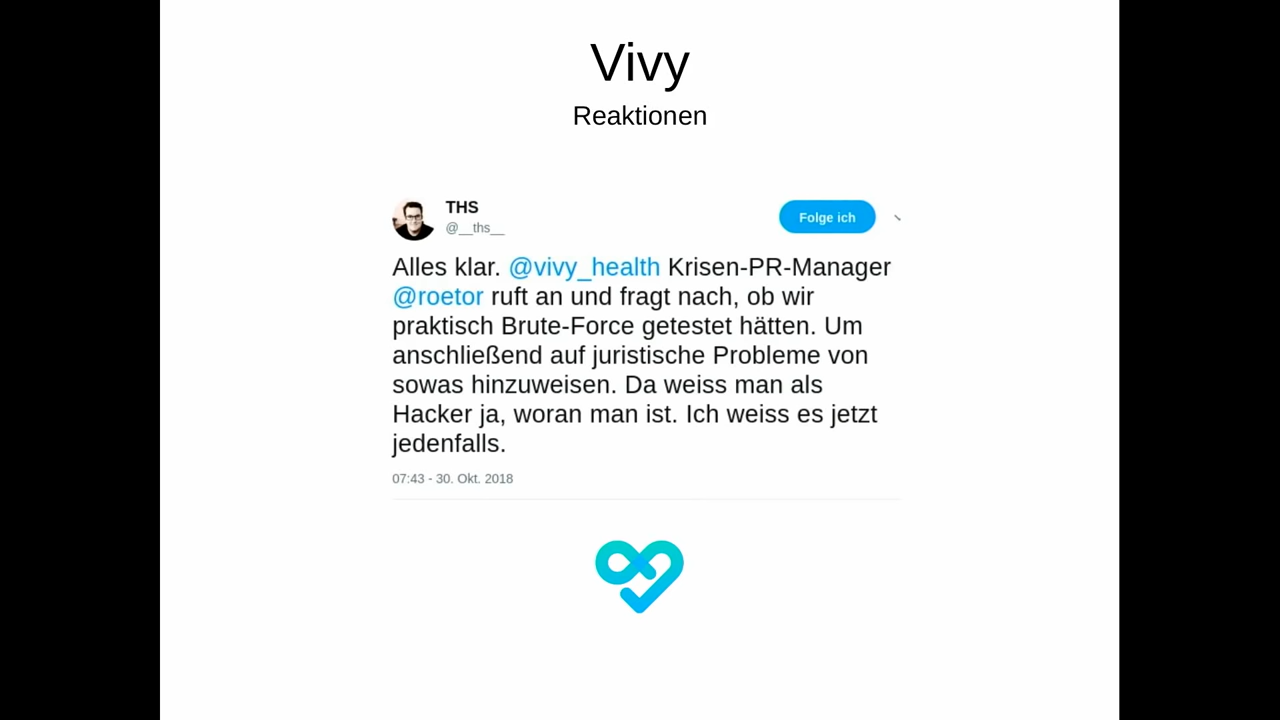 Vivy
Reaktionen
THS
@__ths__
Folge ich
Alles klar. @vivy_health Krisen-PR-Manager
@roetor ruft an und fragt nach, ob wir
praktisch Brute-Force getestet hätten. Um
anschließend auf juristische Probleme von
sowas hinzuweisen. Da weiss man als
Hacker ja, woran man ist. Ich weiss es jetzt
jedenfalls.
07:43 - 30. Okt. 2018